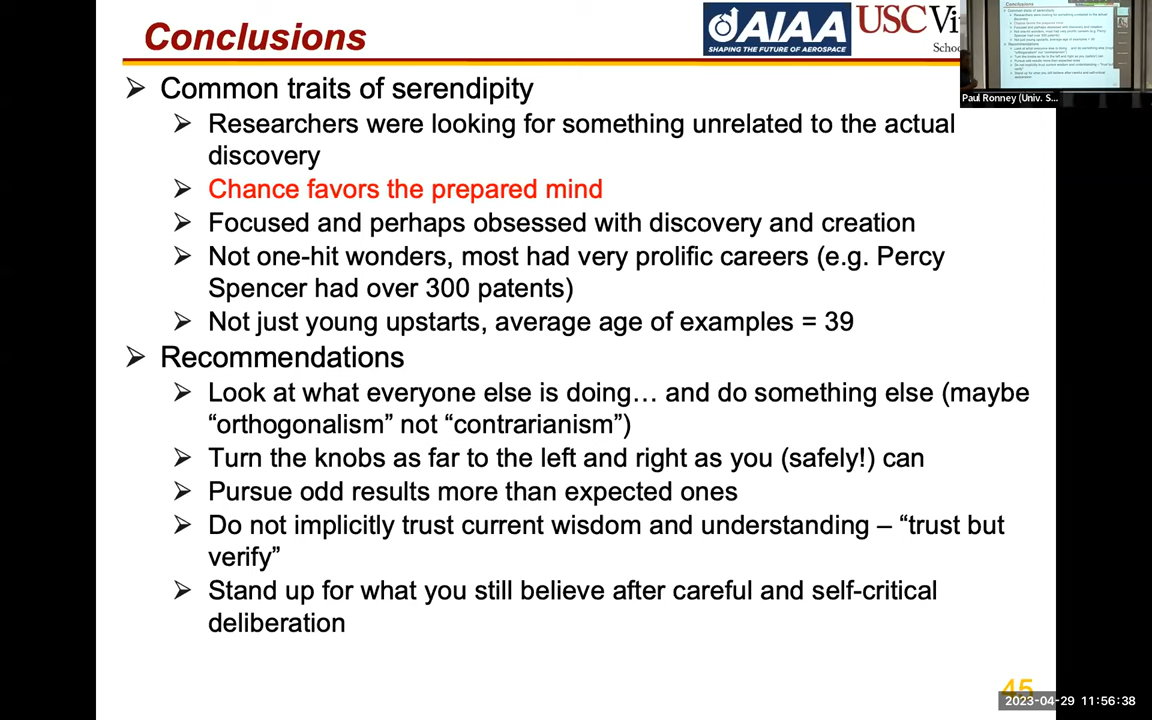 Conclusions
AIAA
SHAPING THE FUTURE OF AEROSPACE
USC Vi
Scho
Paul Ronney (Univ. S...
➢ Common traits of serendipity
➢ Researchers were looking for something unrelated to the actual
discovery
➢ Chance favors the prepared mind
➢ Focused and perhaps obsessed with discovery and creation
➢ Not one-hit wonders, most had very prolific careers (e.g. Percy
Spencer had over 300 patents)
➢ Not just young upstarts, average age of examples = 39
➢ Recommendations
➢ Look at what everyone else is doing… and do something else (maybe
“orthogonalism” not “contrarianism”)
➢ Turn the knobs as far to the left and right as you (safely!) can
➢ Pursue odd results more than expected ones
➢ Do not implicitly trust current wisdom and understanding – “trust but
verify”
➢ Stand up for what you still believe after careful and self-critical
deliberation
45
2023-04-29 11:56:38